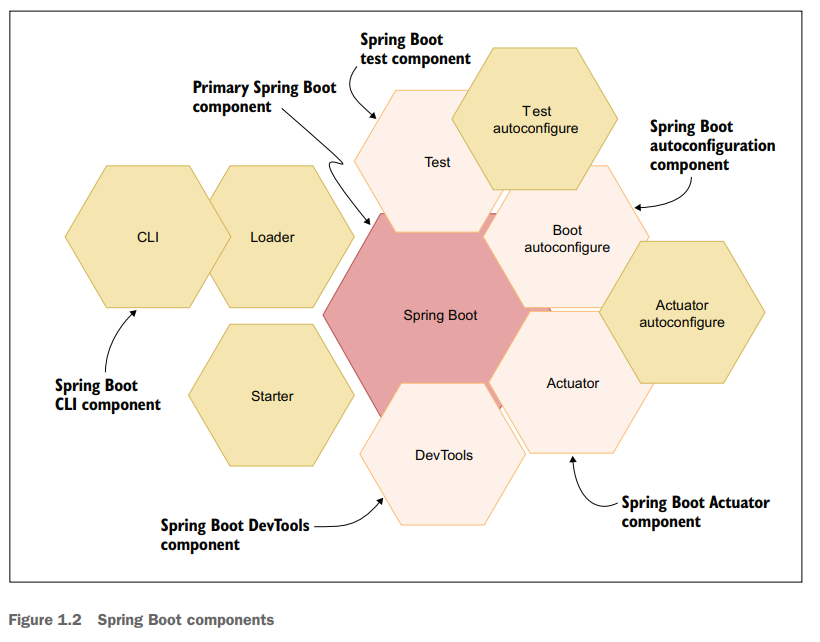 Spring Boot
test component
Primary Spring Boot
component
Test
autoconfigure
Spring Boot
autoconfiguration
component
Test
CLI
Loader
Boot
autoconfigure
Spring Boot
Actuator
autoconfigure
Spring Boot
CLI component
Starter
Actuator
DevTools
Spring Boot DevTools
component
Spring Boot Actuator
component
Figure 1.2 Spring Boot components